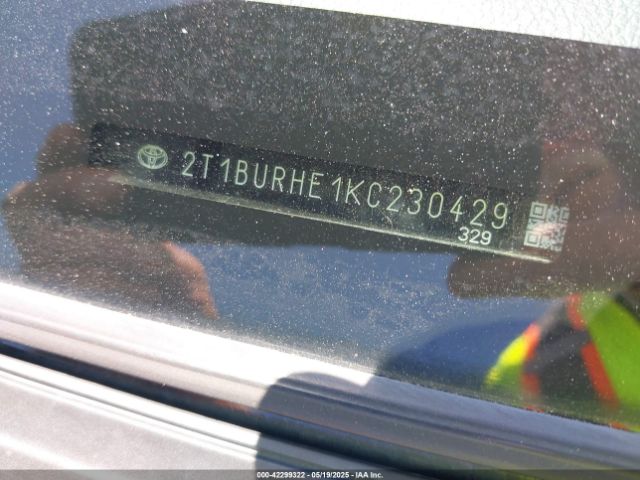 2T1BURHE1KC230429
329
000-42299322 | 05/19/2025 | IAA Inc.